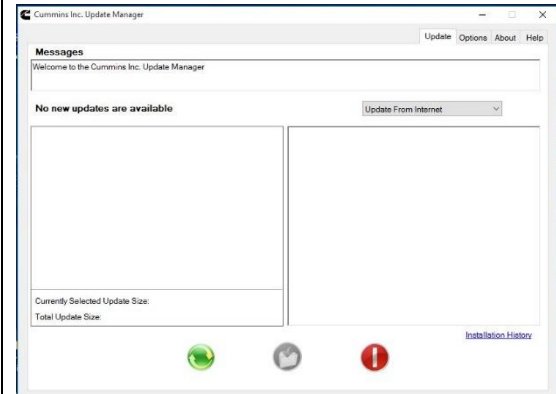 Cummins Inc. Update Manager
Update Options About Help
Messages
Welcome to the Cummins Inc. Update Manager
No new updates are available
Update From Internet
Currently Selected Update Size:
Total Update Size:
Installation History